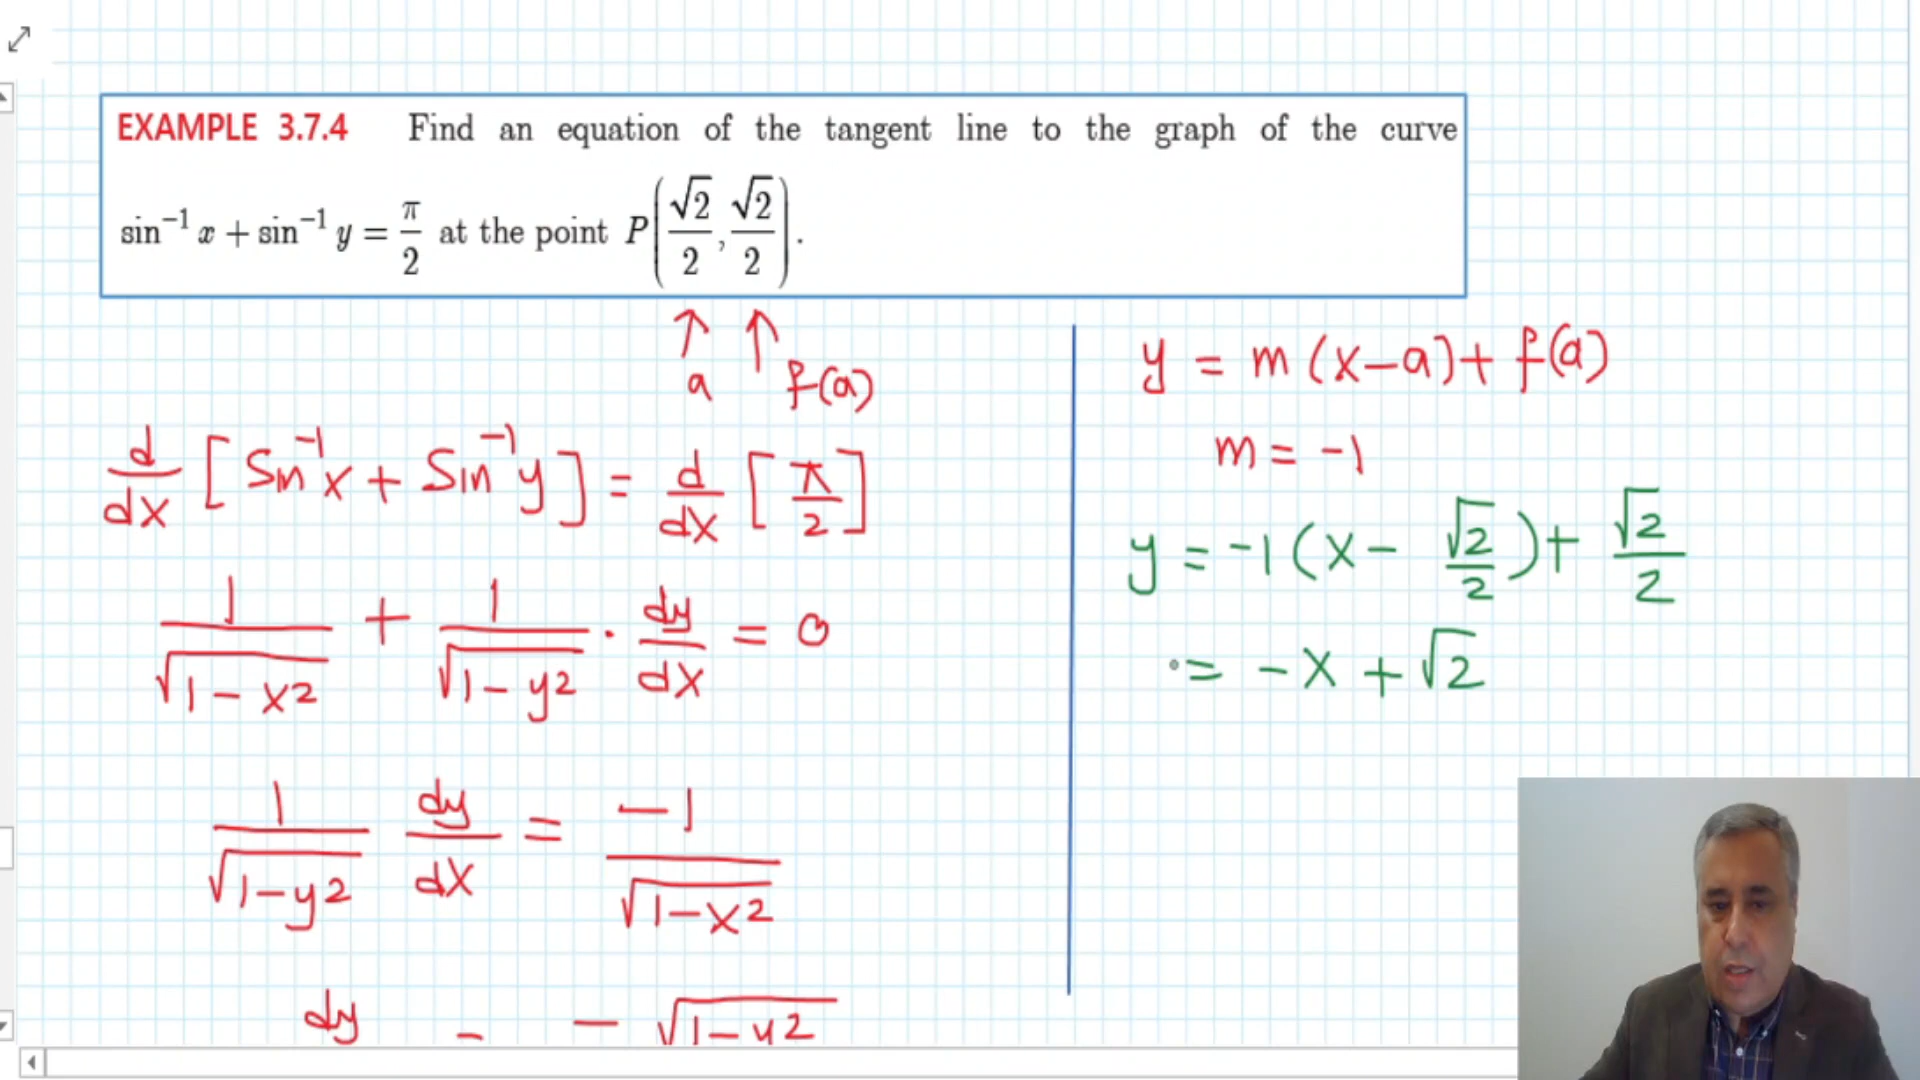 EXAMPLE 3.7.4 Find an equation of the tangent line to the graph of the curve
sin⁻¹ x + sin⁻¹ y = π/2 at the point P(√2/2, √2/2).
a f(a)
d/dx [Sin⁻¹x + Sin⁻¹y] = d/dx [π/2]
1/√(1-x²) + 1/√(1-y²) · dy/dx = 0
1/√(1-y²) dy/dx = -1/√(1-x²)
dy = -√(1-y²)
y = m(x-a) + f(a)
m = -1
y = -1(x - √2/2) + √2/2
= -x + √2